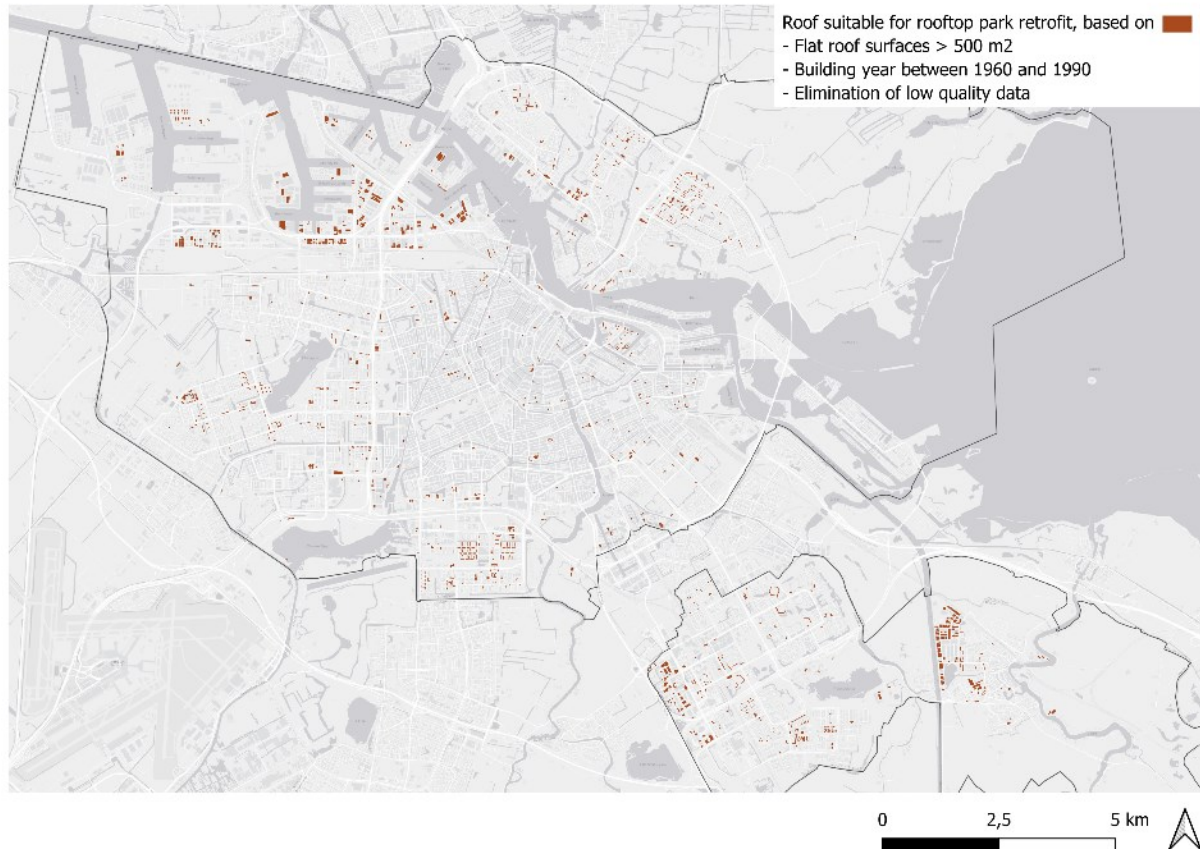 Roof suitable for rooftop park retrofit, based on
- Flat roof surfaces > 500 m2
- Building year between 1960 and 1990
- Elimination of low quality data
0 2,5 5 km